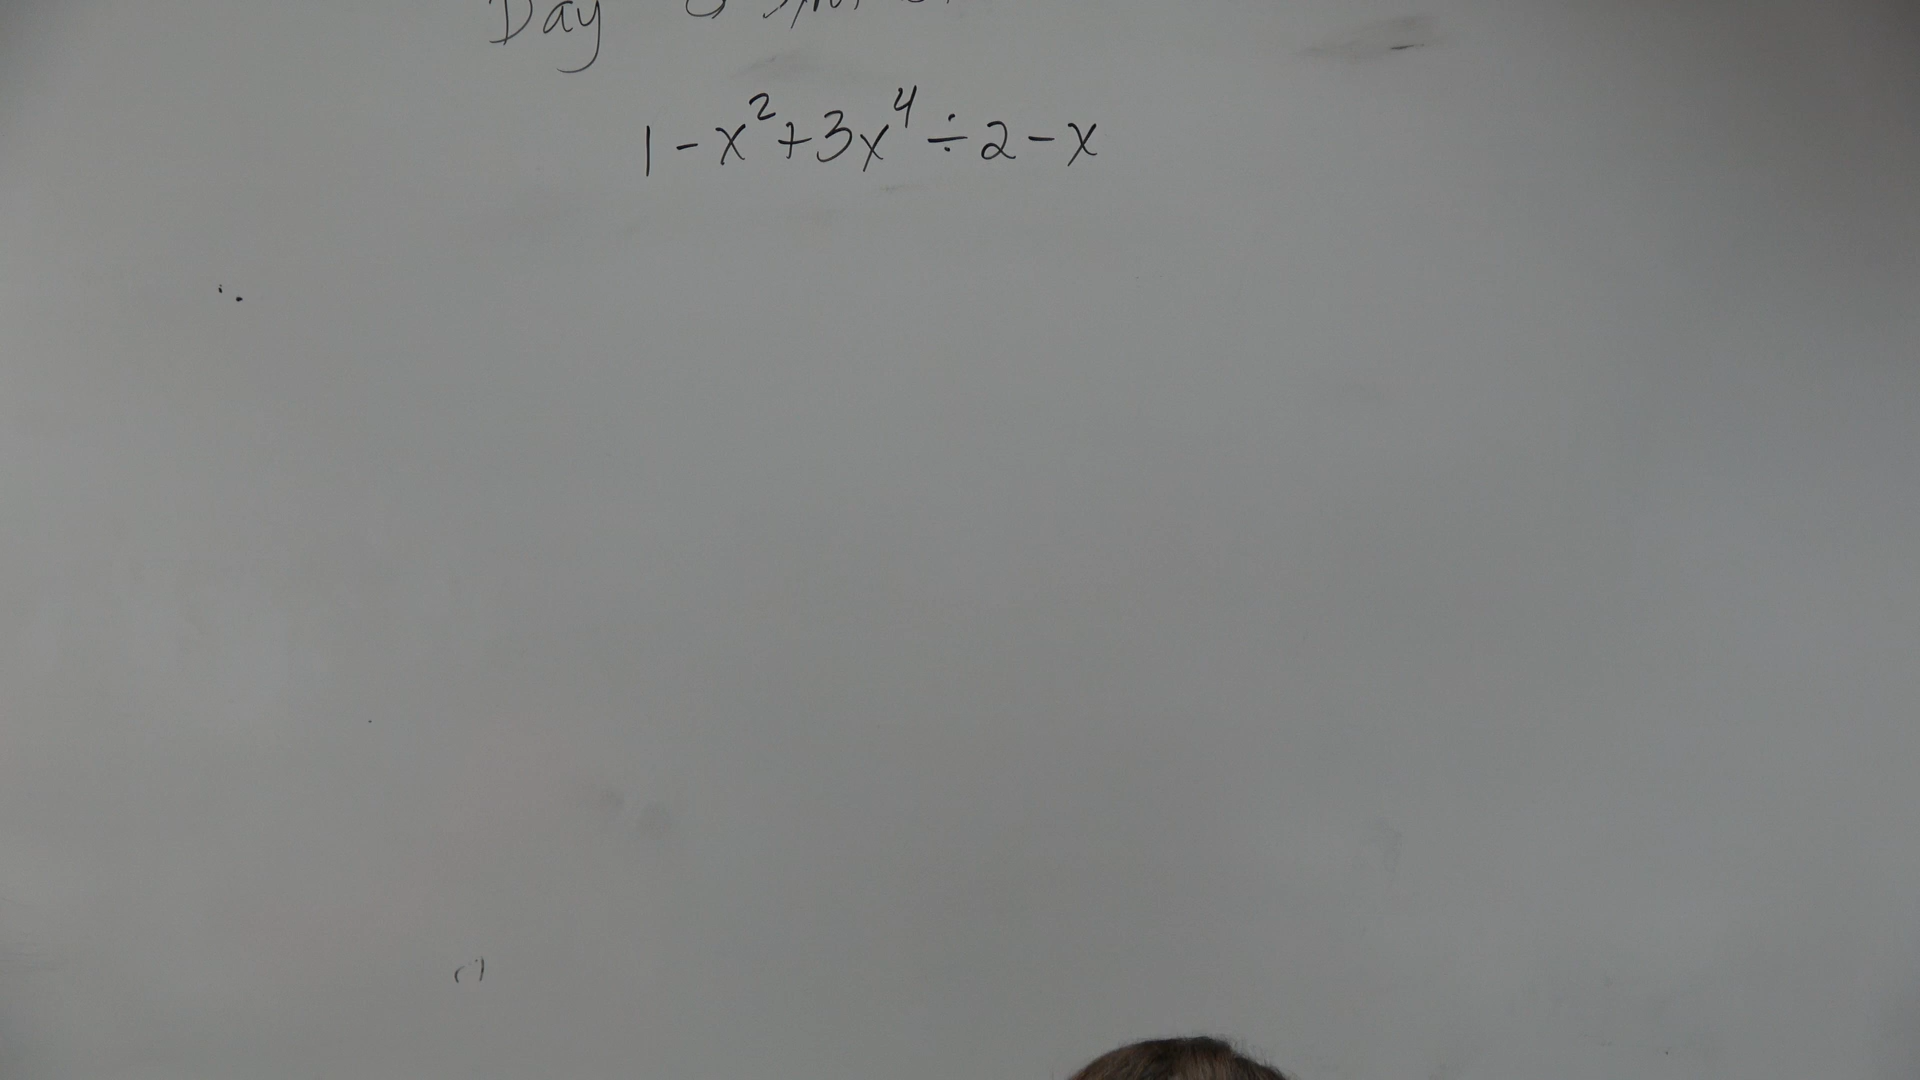 Day
1 - x² + 3x⁴ ÷ 2 - x